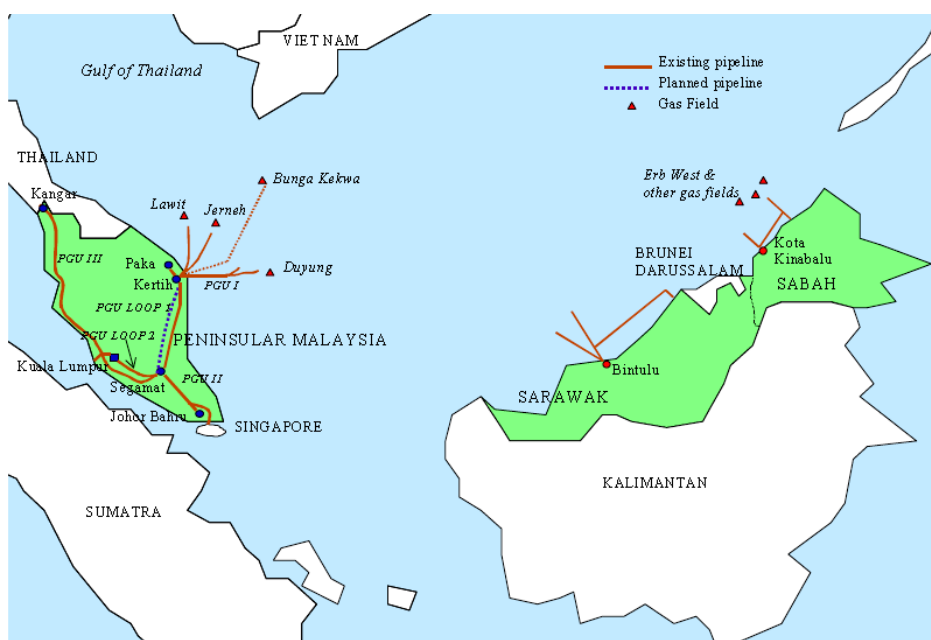 VIET NAM
Gulf of Thailand
Existing pipeline
Planned pipeline
Gas Field
THAILAND
Kangar
Bunga Kekwa
Lawit
Jerneh
Erb West &
other gas fields
PGU III
Paka
Kertih
PGU I
Duyung
BRUNEI
DARUSSALAM
Kota
Kinabalu
SABAH
PGU LOOP 1
PGU LOOP 2
PENINSULAR MALAYSIA
Kuala Lumpur
Segamat
PGU II
Bintulu
SARAWAK
Johor Bahru
SINGAPORE
KALIMANTAN
SUMATRA